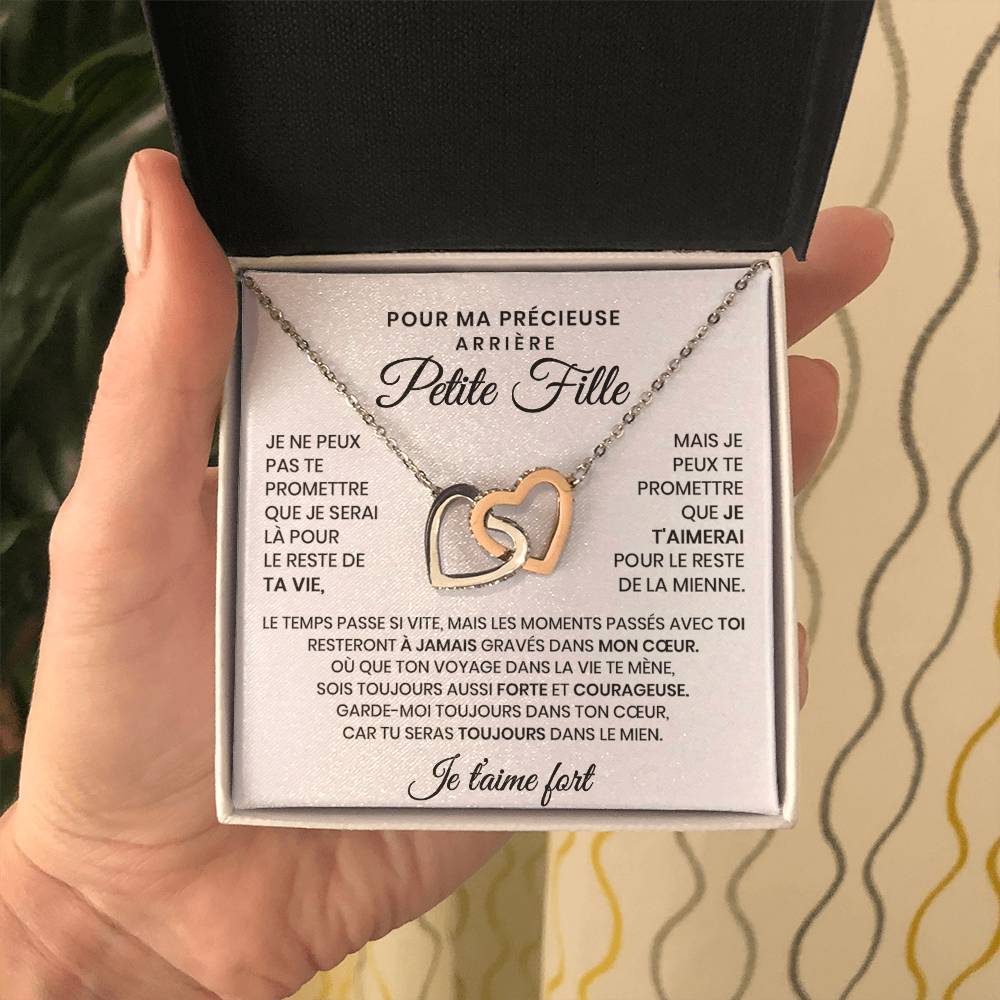 POUR MA PRÉCIEUSE
ARRIÈRE
Petite Fille
JE NE PEUX
PAS TE
PROMETTRE
QUE JE SERAI
LÀ POUR
LE RESTE DE
TA VIE,
MAIS JE
PEUX TE
PROMETTRE
QUE JE
T'AIMERAI
POUR LE RESTE
DE LA MIENNE.
LE TEMPS PASSE SI VITE, MAIS LES MOMENTS PASSÉS AVEC TOI
RESTERONT À JAMAIS GRAVÉS DANS MON CŒUR.
OÙ QUE TON VOYAGE DANS LA VIE TE MÈNE,
SOIS TOUJOURS AUSSI FORTE ET COURAGEUSE.
GARDE-MOI TOUJOURS DANS TON CŒUR,
CAR TU SERAS TOUJOURS DANS LE MIEN.
Je t'aime fort